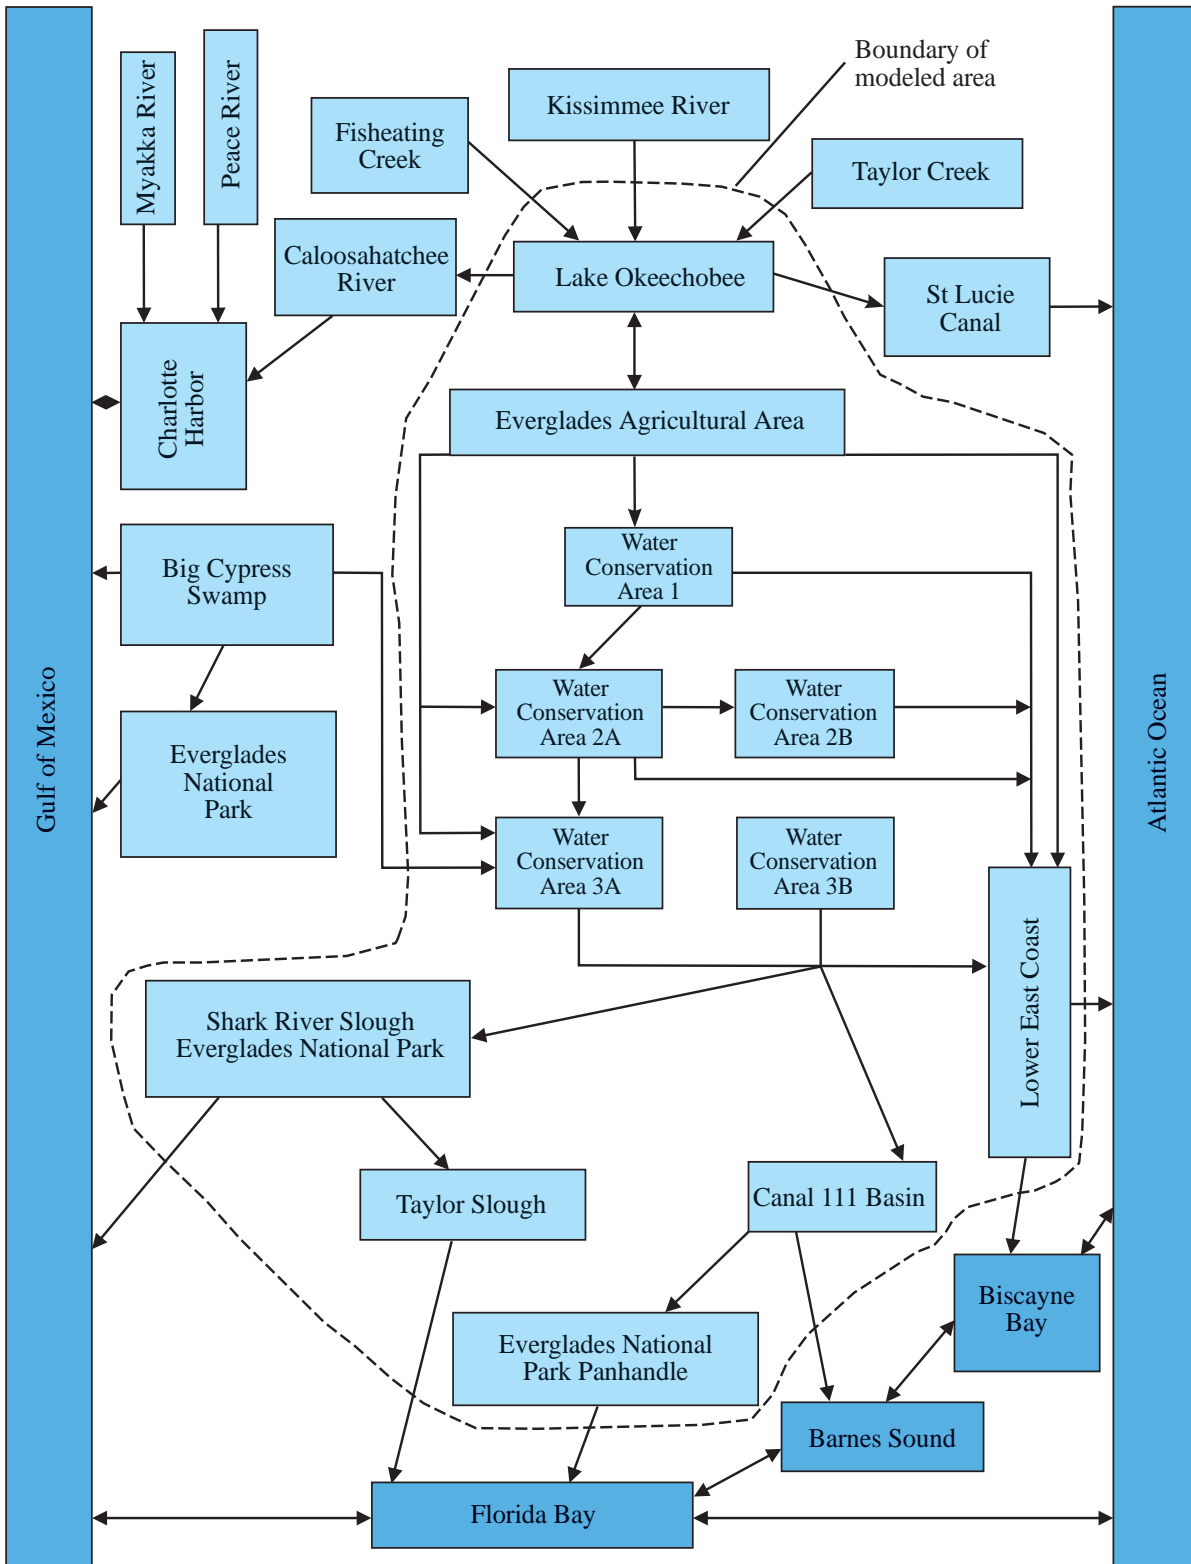 Myakka River
Peace River
Fisheating
Creek
Kissimmee River
Boundary of
modeled area
Taylor Creek
Caloosahatchee
River
Lake Okeechobee
St Lucie
Canal
Charlotte
Harbor
Everglades Agricultural Area
Big Cypress
Swamp
Water
Conservation
Area 1
Gulf of Mexico
Everglades
National
Park
Water
Conservation
Area 2A
Water
Conservation
Area 2B
Atlantic Ocean
Water
Conservation
Area 3A
Water
Conservation
Area 3B
Shark River Slough
Everglades National Park
Lower East Coast
Taylor Slough
Canal 111 Basin
Biscayne
Bay
Everglades National
Park Panhandle
Barnes Sound
Florida Bay